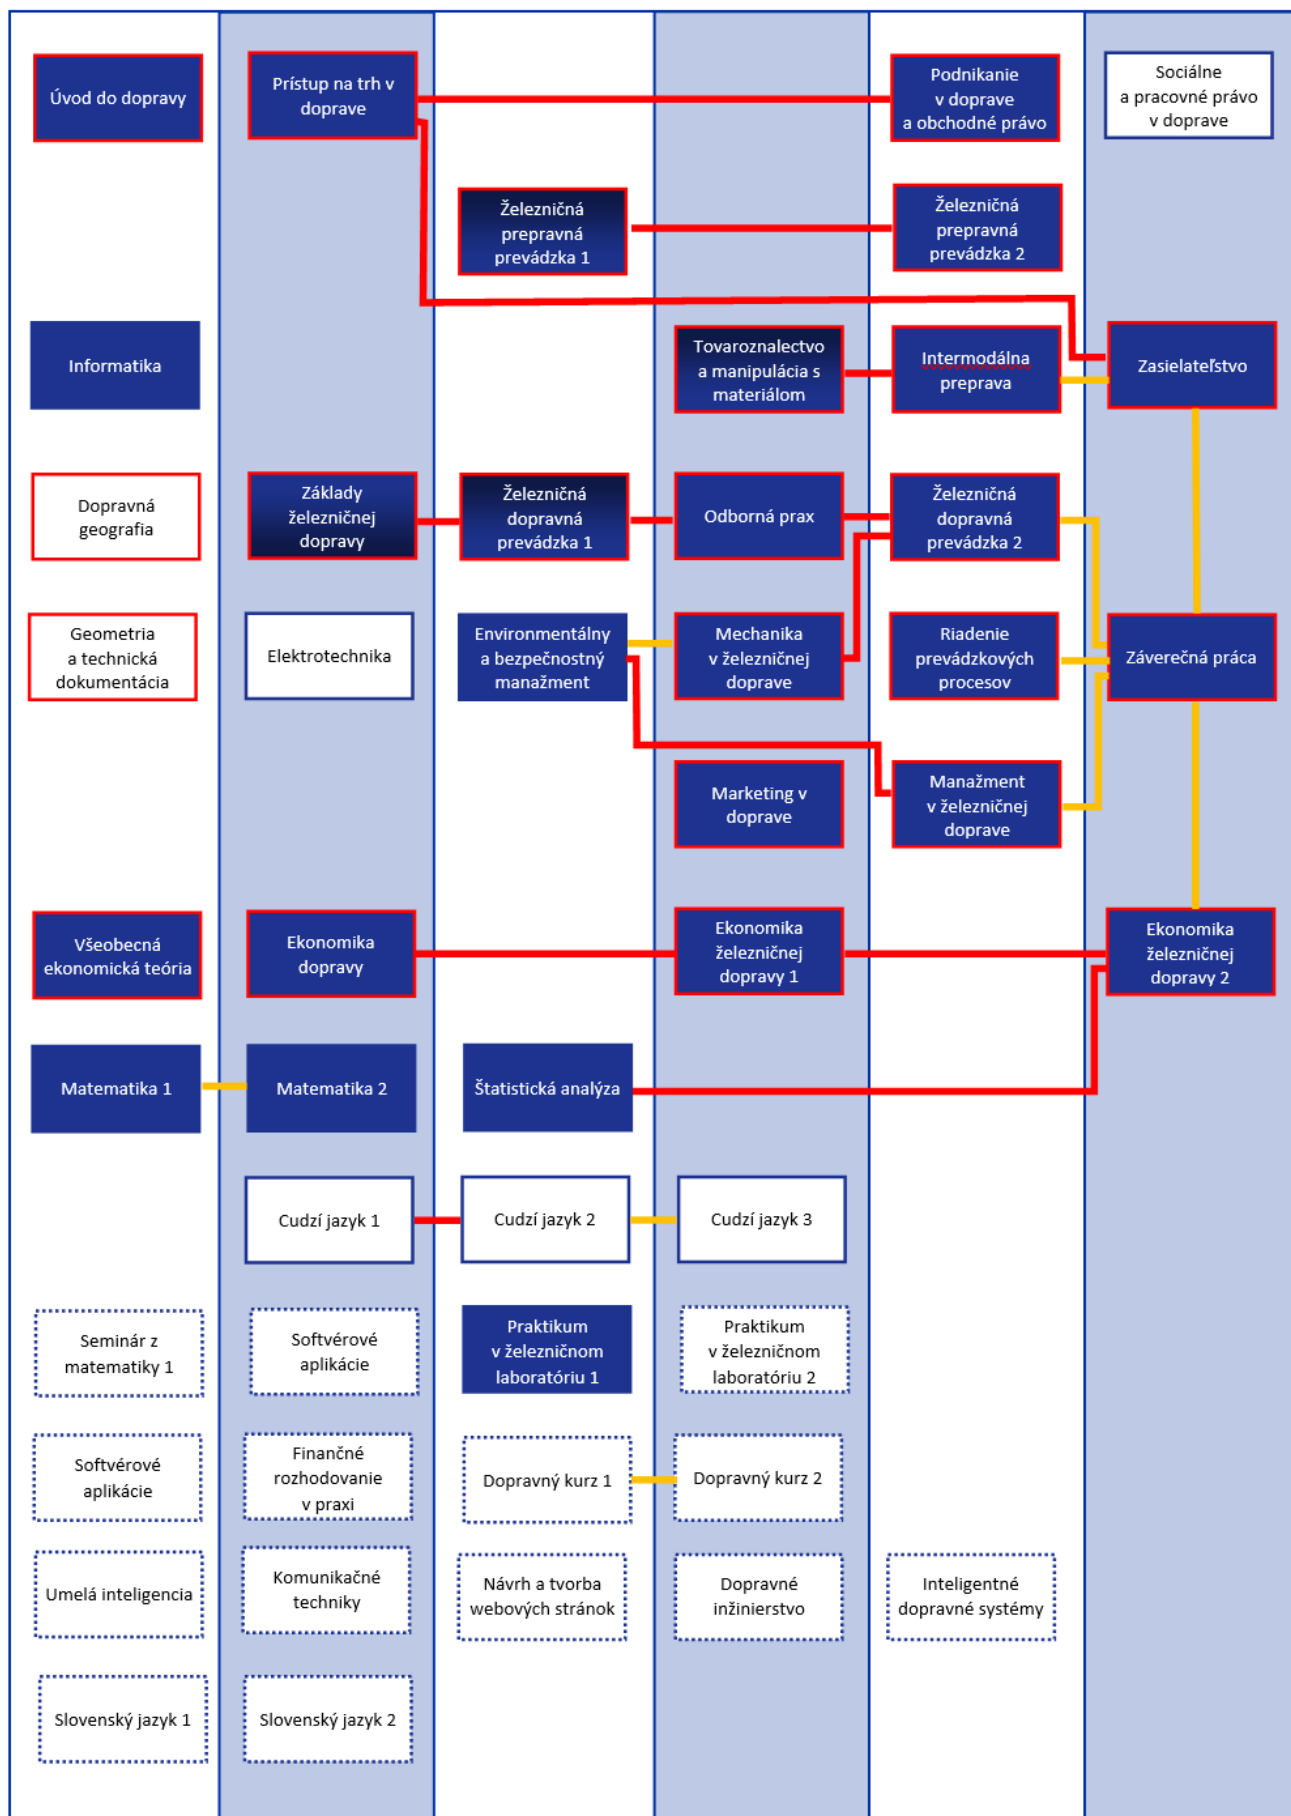 Úvod do dopravy
Prístup na trh v
doprave
Podnikanie
v doprave
a obchodné právo
Sociálne
a pracovné právo
v doprave
Železničná
prepravná
prevádzka 1
Železničná
prepravná
prevádzka 2
Informatika
Tovaroznalectvo
a manipulácia s
materiálom
Intermodálna
preprava
Zasielateľstvo
Dopravná
geografia
Základy
železničnej
dopravy
Železničná
dopravná
prevádzka 1
Odborná prax
Železničná
dopravná
prevádzka 2
Geometria
a technická
dokumentácia
Elektrotechnika
Environmentálny
a bezpečnostný
manažment
Mechanika
v železničnej
doprave
Riadenie
prevádzkových
procesov
Záverečná práca
Marketing v
doprave
Manažment
v železničnej
doprave
Všeobecná
ekonomická teória
Ekonomika
dopravy
Ekonomika
železničnej
dopravy 1
Ekonomika
železničnej
dopravy 2
Matematika 1
Matematika 2
Štatistická analýza
Cudzí jazyk 1
Cudzí jazyk 2
Cudzí jazyk 3
Seminár z
matematiky 1
Softvérové
aplikácie
Praktikum
v železničnom
laboratóriu 1
Praktikum
v železničnom
laboratóriu 2
Softvérové
aplikácie
Finančné
rozhodovanie
v praxi
Dopravný kurz 1
Dopravný kurz 2
Umelá inteligencia
Komunikačné
techniky
Návrh a tvorba
webových stránok
Dopravné
inžinierstvo
Inteligentné
dopravné systémy
Slovenský jazyk 1
Slovenský jazyk 2